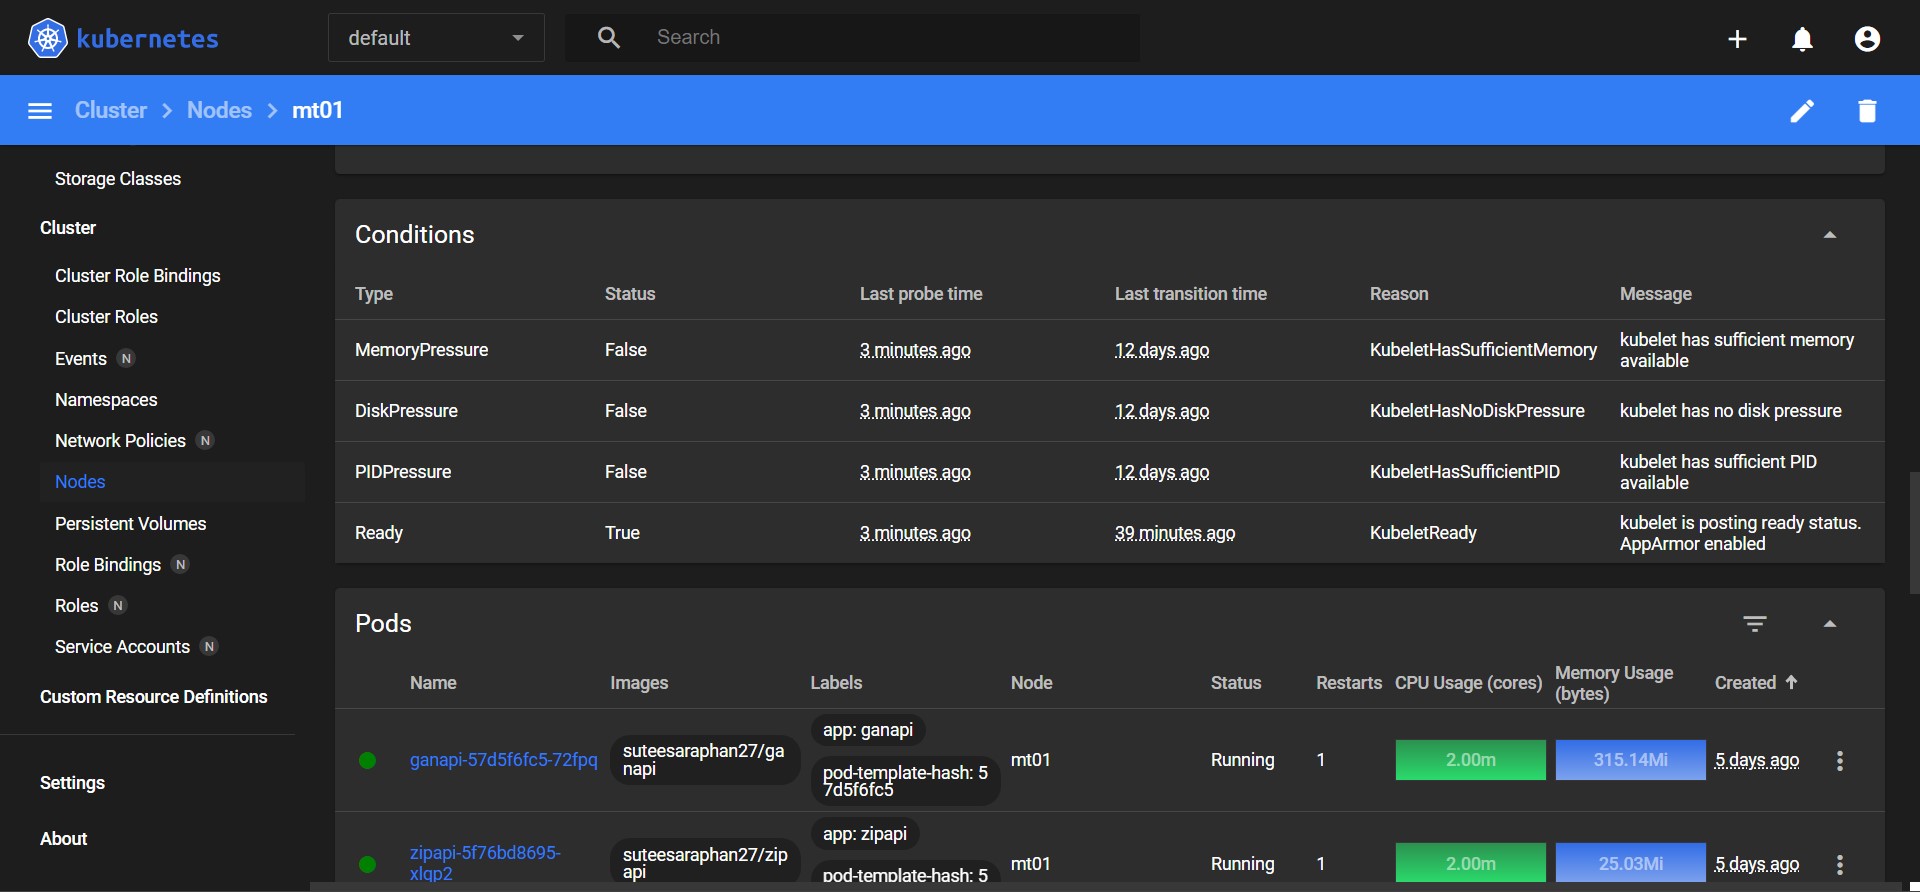 kubernetes
default
Search
Cluster > Nodes > mt01
Storage Classes
Cluster
Cluster Role Bindings
Cluster Roles
Events N
Namespaces
Network Policies N
Nodes
Persistent Volumes
Role Bindings N
Roles N
Service Accounts N
Custom Resource Definitions
Settings
About
Conditions
Type Status Last probe time Last transition time Reason Message
MemoryPressure False 3 minutes ago 12 days ago KubeletHasSufficientMemory kubelet has sufficient memory
available
DiskPressure False 3 minutes ago 12 days ago KubeletHasNoDiskPressure kubelet has no disk pressure
PIDPressure False 3 minutes ago 12 days ago KubeletHasSufficientPID kubelet has sufficient PID
available
Ready True 3 minutes ago 39 minutes ago KubeletReady kubelet is posting ready status.
AppArmor enabled
Pods
Name Images Labels Node Status Restarts CPU Usage (cores) Memory Usage
(bytes) Created
ganapi-57d5f6fc5-72fpq
suteesaraphan27/ga
napi
app: ganapi
pod-template-hash: 5
7d5f6fc5
mt01 Running 1 2.00m 315.14Mi 5 days ago
zipapi-5f76bd8695-
xlqp2
suteesaraphan27/zip
api
app: zipapi
pod-template-hash: 5
mt01 Running 1 2.00m 25.03Mi 5 days ago